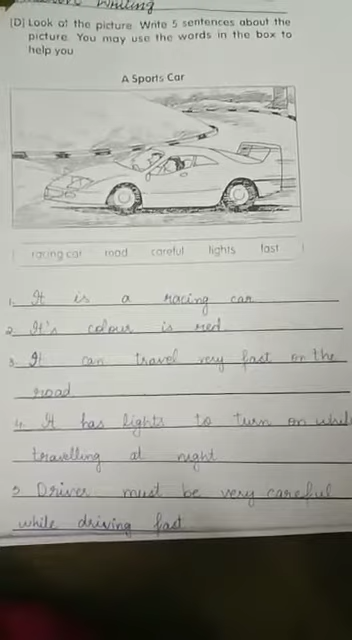 Writing
[D] Look at the picture. Write 5 sentences about the
picture. You may use the words in the box to
help you
A Sports Car
racing car road careful lights fast
1. It is a racing car
2. It's colour is red
3. It can travel very fast on the
road
4. It has lights to turn on while
travelling at night
5. Driver must be very careful
while driving fast